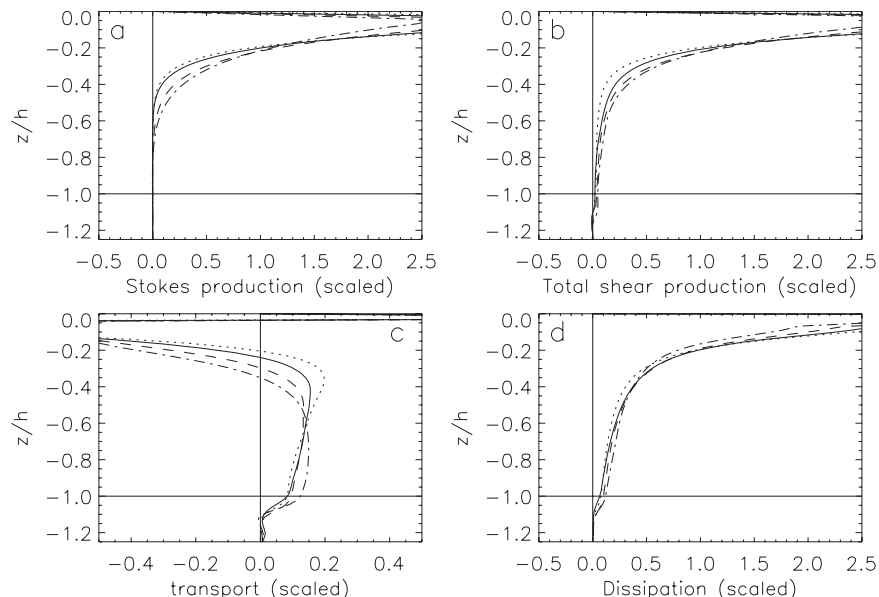 a
z/h
0.0
−0.2
−0.4
−0.6
−0.8
−1.0
−1.2
−0.5 0.0 0.5 1.0 1.5 2.0 2.5
Stokes production (scaled)
b
z/h
0.0
−0.2
−0.4
−0.6
−0.8
−1.0
−1.2
−0.5 0.0 0.5 1.0 1.5 2.0 2.5
Total shear production (scaled)
c
z/h
0.0
−0.2
−0.4
−0.6
−0.8
−1.0
−1.2
−0.4 −0.2 0.0 0.2 0.4
transport (scaled)
d
z/h
0.0
−0.2
−0.4
−0.6
−0.8
−1.0
−1.2
−0.5 0.0 0.5 1.0 1.5 2.0 2.5
Dissipation (scaled)